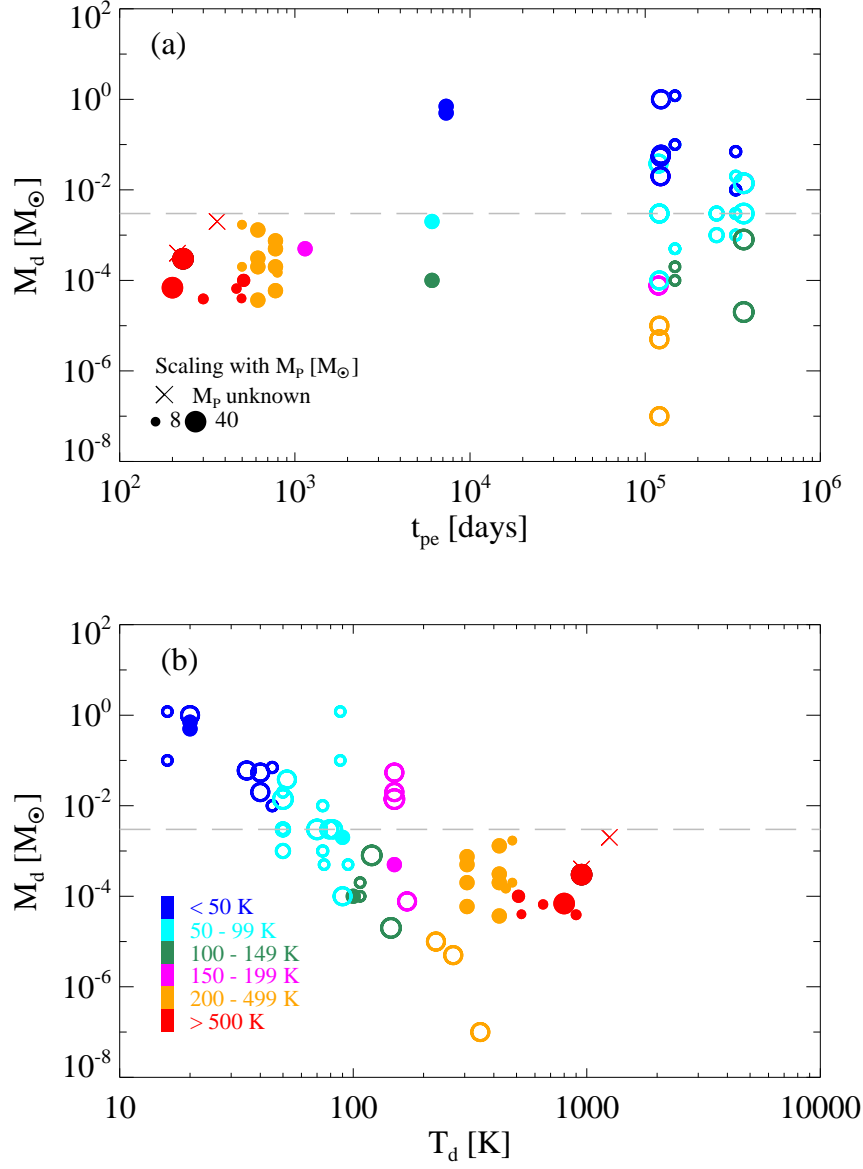 (a)
10^2
10^0
10^-2
10^-4
10^-6
10^-8
M_d [M_⊙]
Scaling with M_P [M_⊙]
M_P unknown
8 40
10^2 10^3 10^4 10^5 10^6
t_pe [days]
(b)
10^2
10^0
10^-2
10^-4
10^-6
10^-8
M_d [M_⊙]
< 50 K
50 - 99 K
100 - 149 K
150 - 199 K
200 - 499 K
> 500 K
10 100 1000 10000
T_d [K]